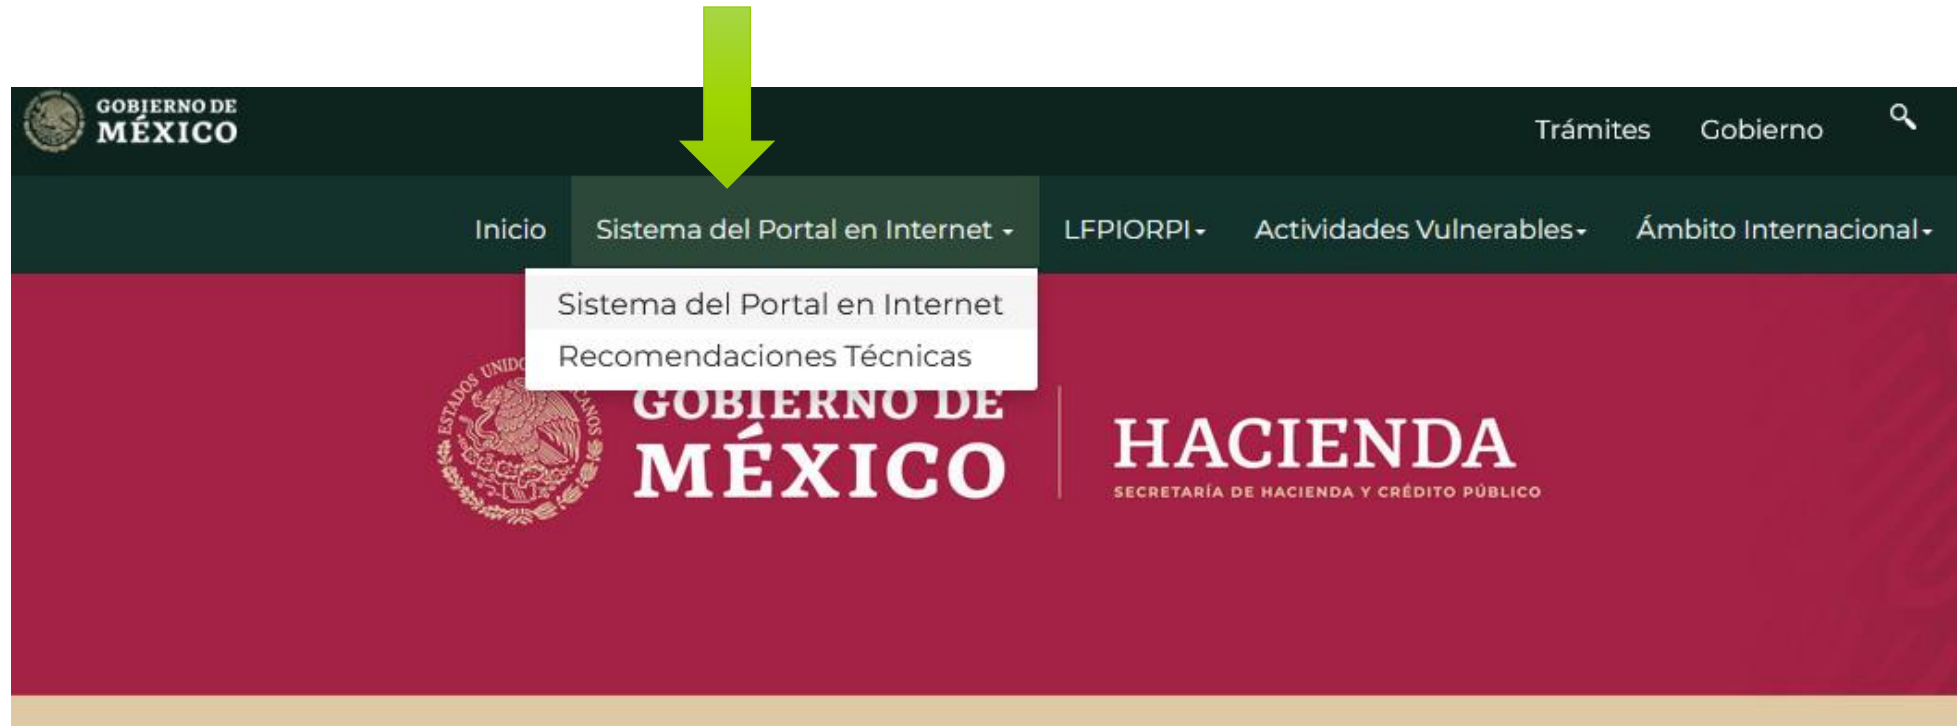 GOBIERNO DE
MÉXICO
Trámites Gobierno
Inicio Sistema del Portal en Internet LFPIORPI Actividades Vulnerables Ámbito Internacional
Sistema del Portal en Internet
Recomendaciones Técnicas
GOBIERNO DE
MÉXICO
HACIENDA
SECRETARÍA DE HACIENDA Y CRÉDITO PÚBLICO